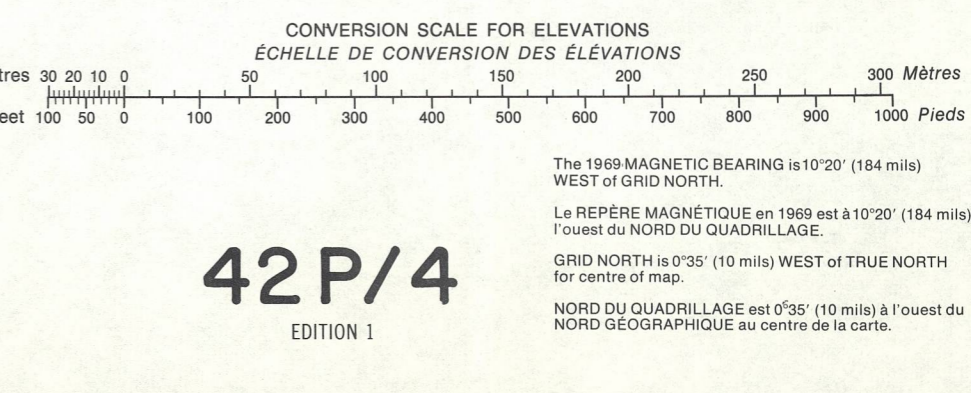 CONVERSION SCALE FOR ELEVATIONS
ÉCHELLE DE CONVERSION DES ÉLÉVATIONS
tres 30 20 10 0 50 100 150 200 250 300 Mètres
eet 100 50 0 100 200 300 400 500 600 700 800 900 1000 Pieds
The 1969 MAGNETIC BEARING is 10°20' (184 mils)
WEST of GRID NORTH.
Le REPÈRE MAGNÉTIQUE en 1969 est à 10°20' (184 mils)
l'ouest du NORD DU QUADRILLAGE.
GRID NORTH is 0°35' (10 mils) WEST of TRUE NORTH
for centre of map.
NORD DU QUADRILLAGE est 0°35' (10 mils) à l'ouest du
NORD GÉOGRAPHIQUE au centre de la carte.
42 P/4
EDITION 1